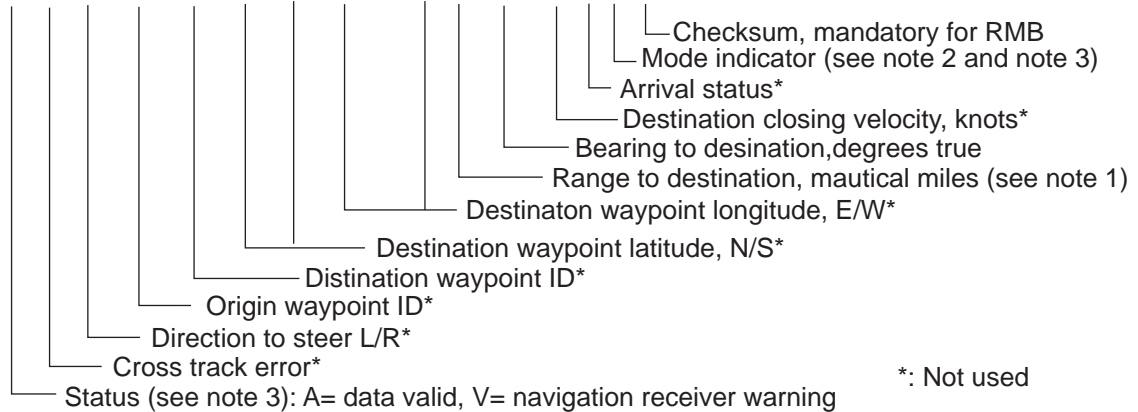 Checksum, mandatory for RMB
Mode indicator (see note 2 and note 3)
Arrival status*
Destination closing velocity, knots*
Bearing to desination,degrees true
Range to destination, mautical miles (see note 1)
Destinaton waypoint longitude, E/W*
Destination waypoint latitude, N/S*
Distination waypoint ID*
Origin waypoint ID*
Direction to steer L/R*
Cross track error*
*: Not used
Status (see note 3): A= data valid, V= navigation receiver warning